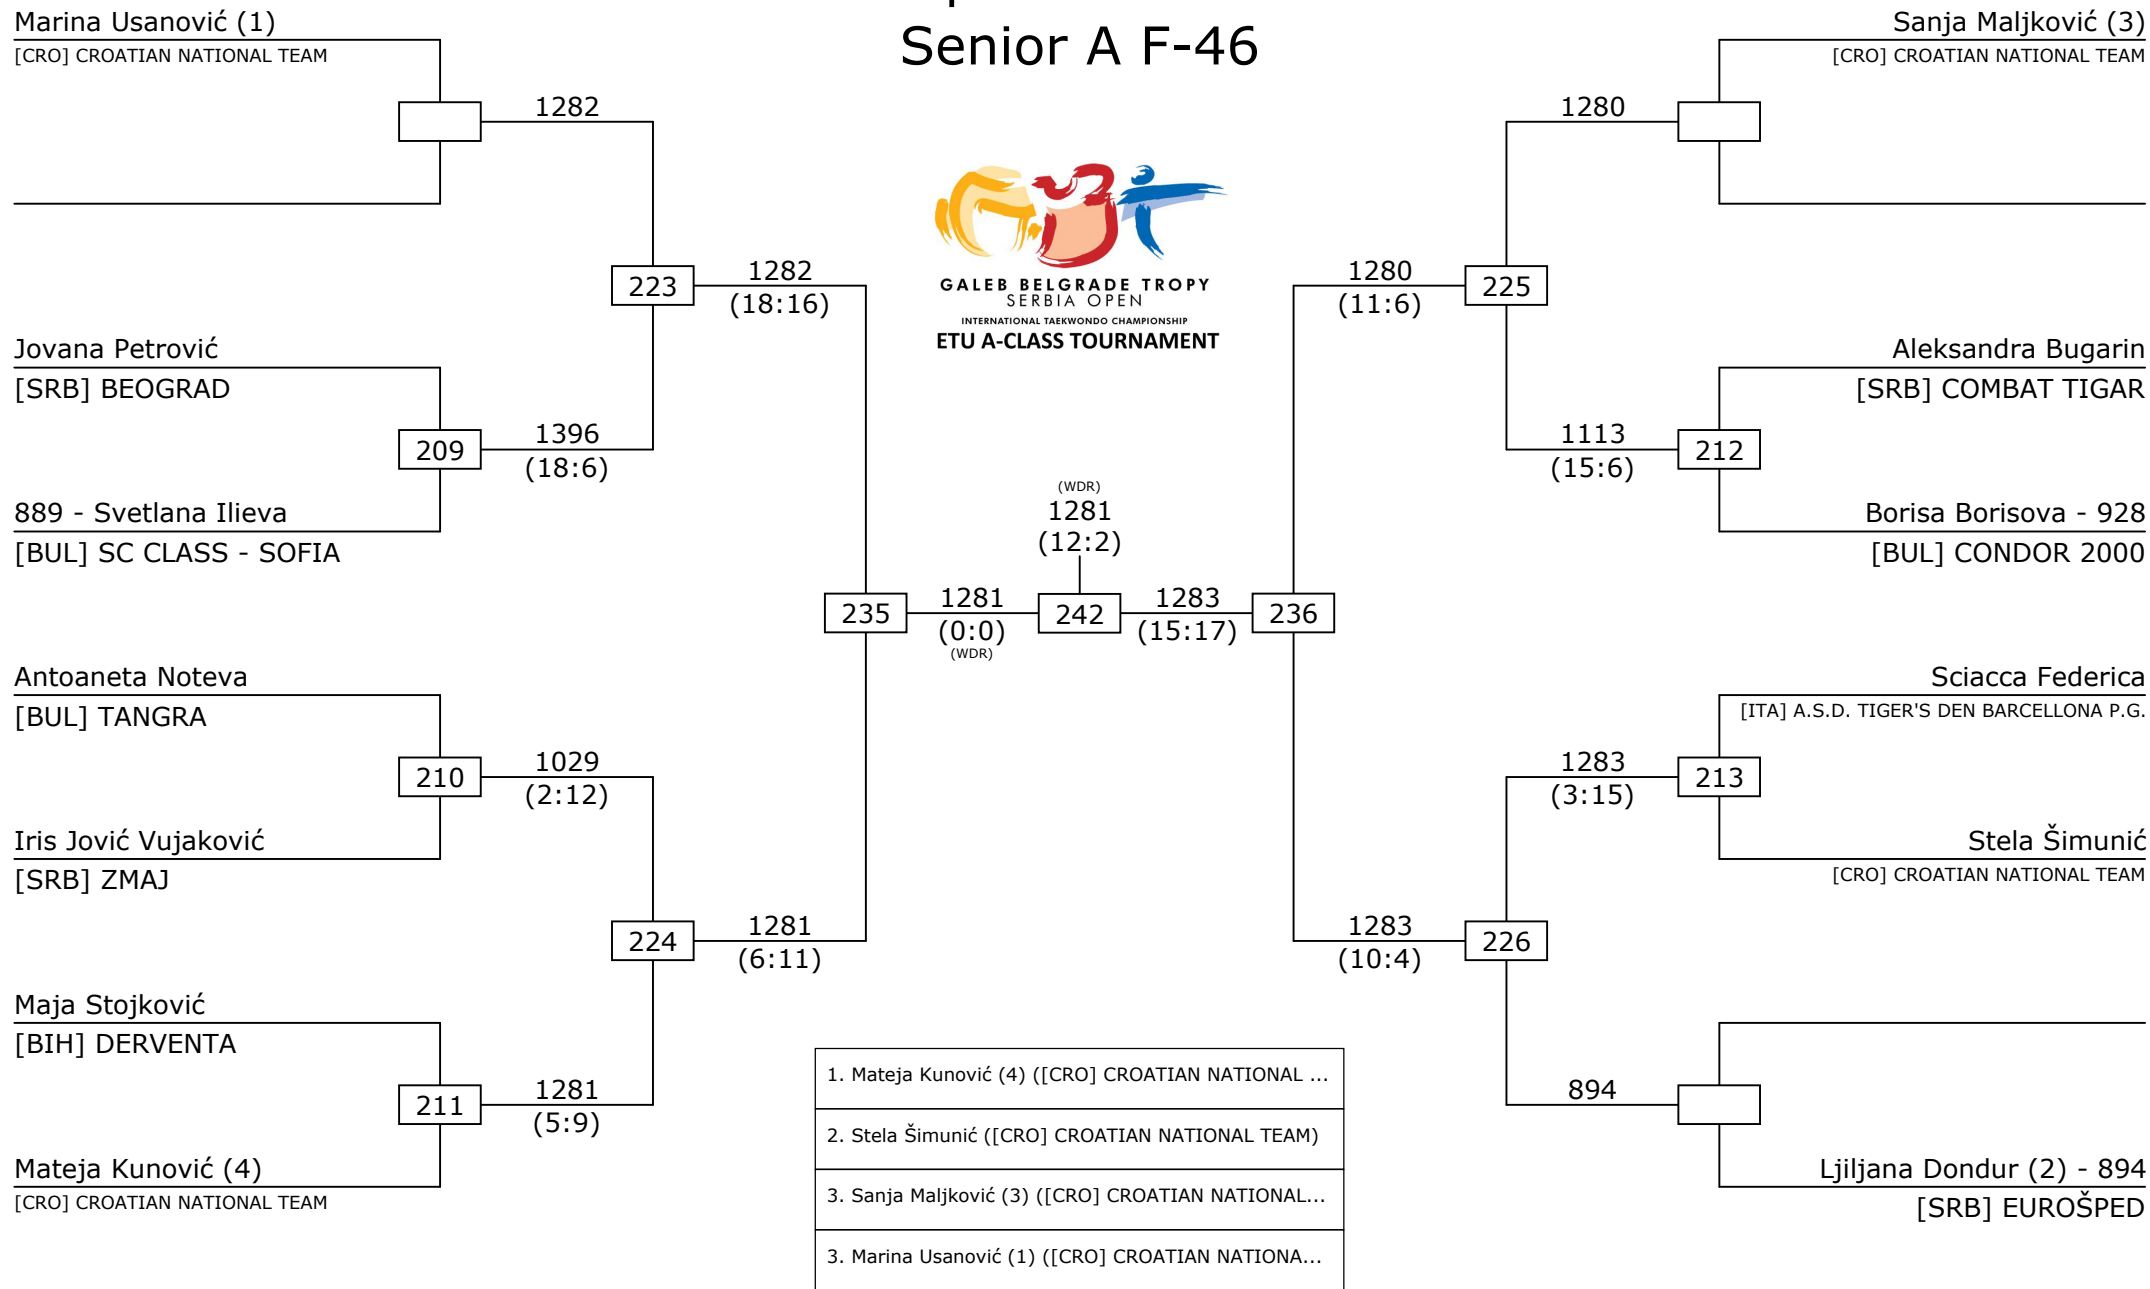 Senior A F-46
Marina Usanović (1)
[CRO] CROATIAN NATIONAL TEAM
1282
Jovana Petrović
[SRB] BEOGRAD
209
1396
(18:6)
889 - Svetlana Ilieva
[BUL] SC CLASS - SOFIA
223
1282
(18:16)
Antoaneta Noteva
[BUL] TANGRA
210
1029
(2:12)
Iris Jović Vujaković
[SRB] ZMAJ
224
1281
(6:11)
Maja Stojković
[BIH] DERVENTA
211
1281
(5:9)
Mateja Kunović (4)
[CRO] CROATIAN NATIONAL TEAM
235
1281
(0:0)
(WDR)
GALEB BELGRADE TROPY
SERBIA OPEN
INTERNATIONAL TAEKWONDO CHAMPIONSHIP
ETU A-CLASS TOURNAMENT
(WDR)
1281
(12:2)
242
1283
(15:17)
236
Sanja Maljković (3)
[CRO] CROATIAN NATIONAL TEAM
1280
1280
(11:6)
225
Aleksandra Bugarin
[SRB] COMBAT TIGAR
1113
(15:6)
212
Borisa Borisova - 928
[BUL] CONDOR 2000
Sciacca Federica
[ITA] A.S.D. TIGER'S DEN BARCELLONA P.G.
1283
(3:15)
213
Stela Šimunić
[CRO] CROATIAN NATIONAL TEAM
1283
(10:4)
226
894
Ljiljana Dondur (2) - 894
[SRB] EUROŠPED
1. Mateja Kunović (4) ([CRO] CROATIAN NATIONAL ...
2. Stela Šimunić ([CRO] CROATIAN NATIONAL TEAM)
3. Sanja Maljković (3) ([CRO] CROATIAN NATIONAL...
3. Marina Usanović (1) ([CRO] CROATIAN NATIONA...